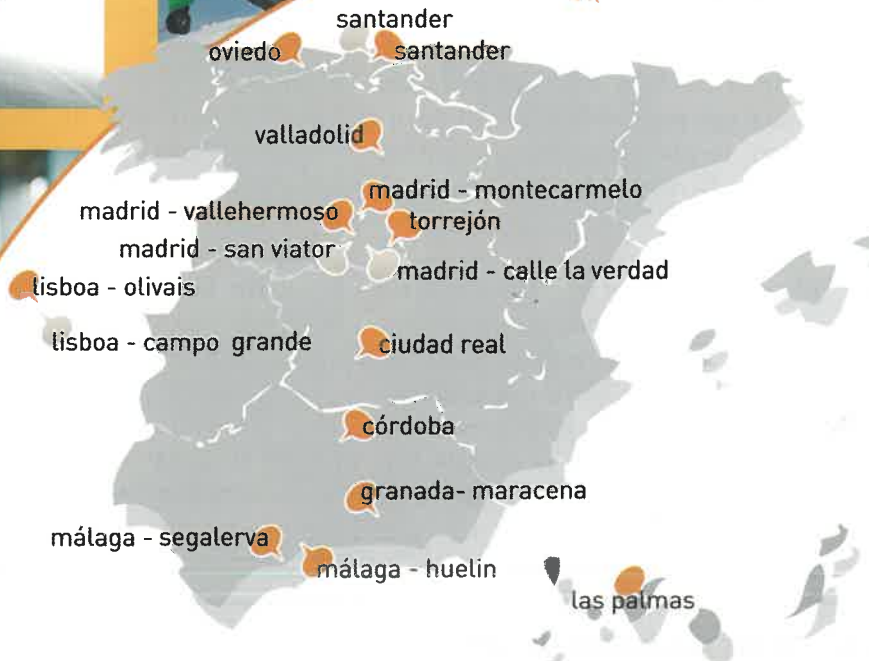 santander
oviedo
santander
valladolid
madrid - montecarmelo
madrid - vallehermoso
torrejón
madrid - san viator
madrid - calle la verdad
lisboa - olivais
lisboa - campo grande
ciudad real
córdoba
granada- maracena
málaga - segalerva
málaga - huelin
las palmas